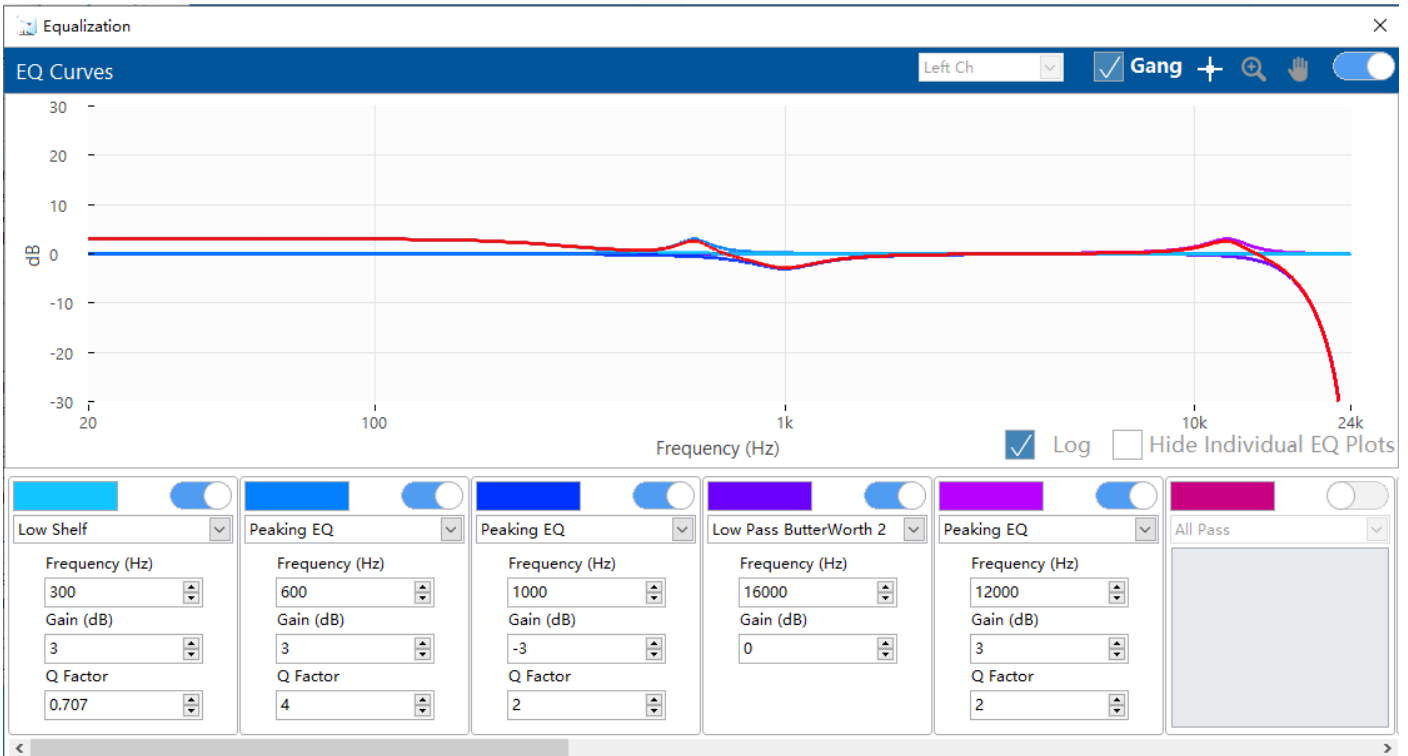 Equalization
EQ Curves Left Ch Gang
30
20
10
0
-10
-20
-30
dB
20 100 1k 10k 24k
Frequency (Hz)
Log Hide Individual EQ Plots
Low Shelf Peaking EQ Peaking EQ Low Pass ButterWorth 2 Peaking EQ All Pass
Frequency (Hz) Frequency (Hz) Frequency (Hz) Frequency (Hz) Frequency (Hz)
300 600 1000 16000 12000
Gain (dB) Gain (dB) Gain (dB) Gain (dB) Gain (dB)
3 3 -3 0 3
Q Factor Q Factor Q Factor Q Factor
0.707 4 2 2